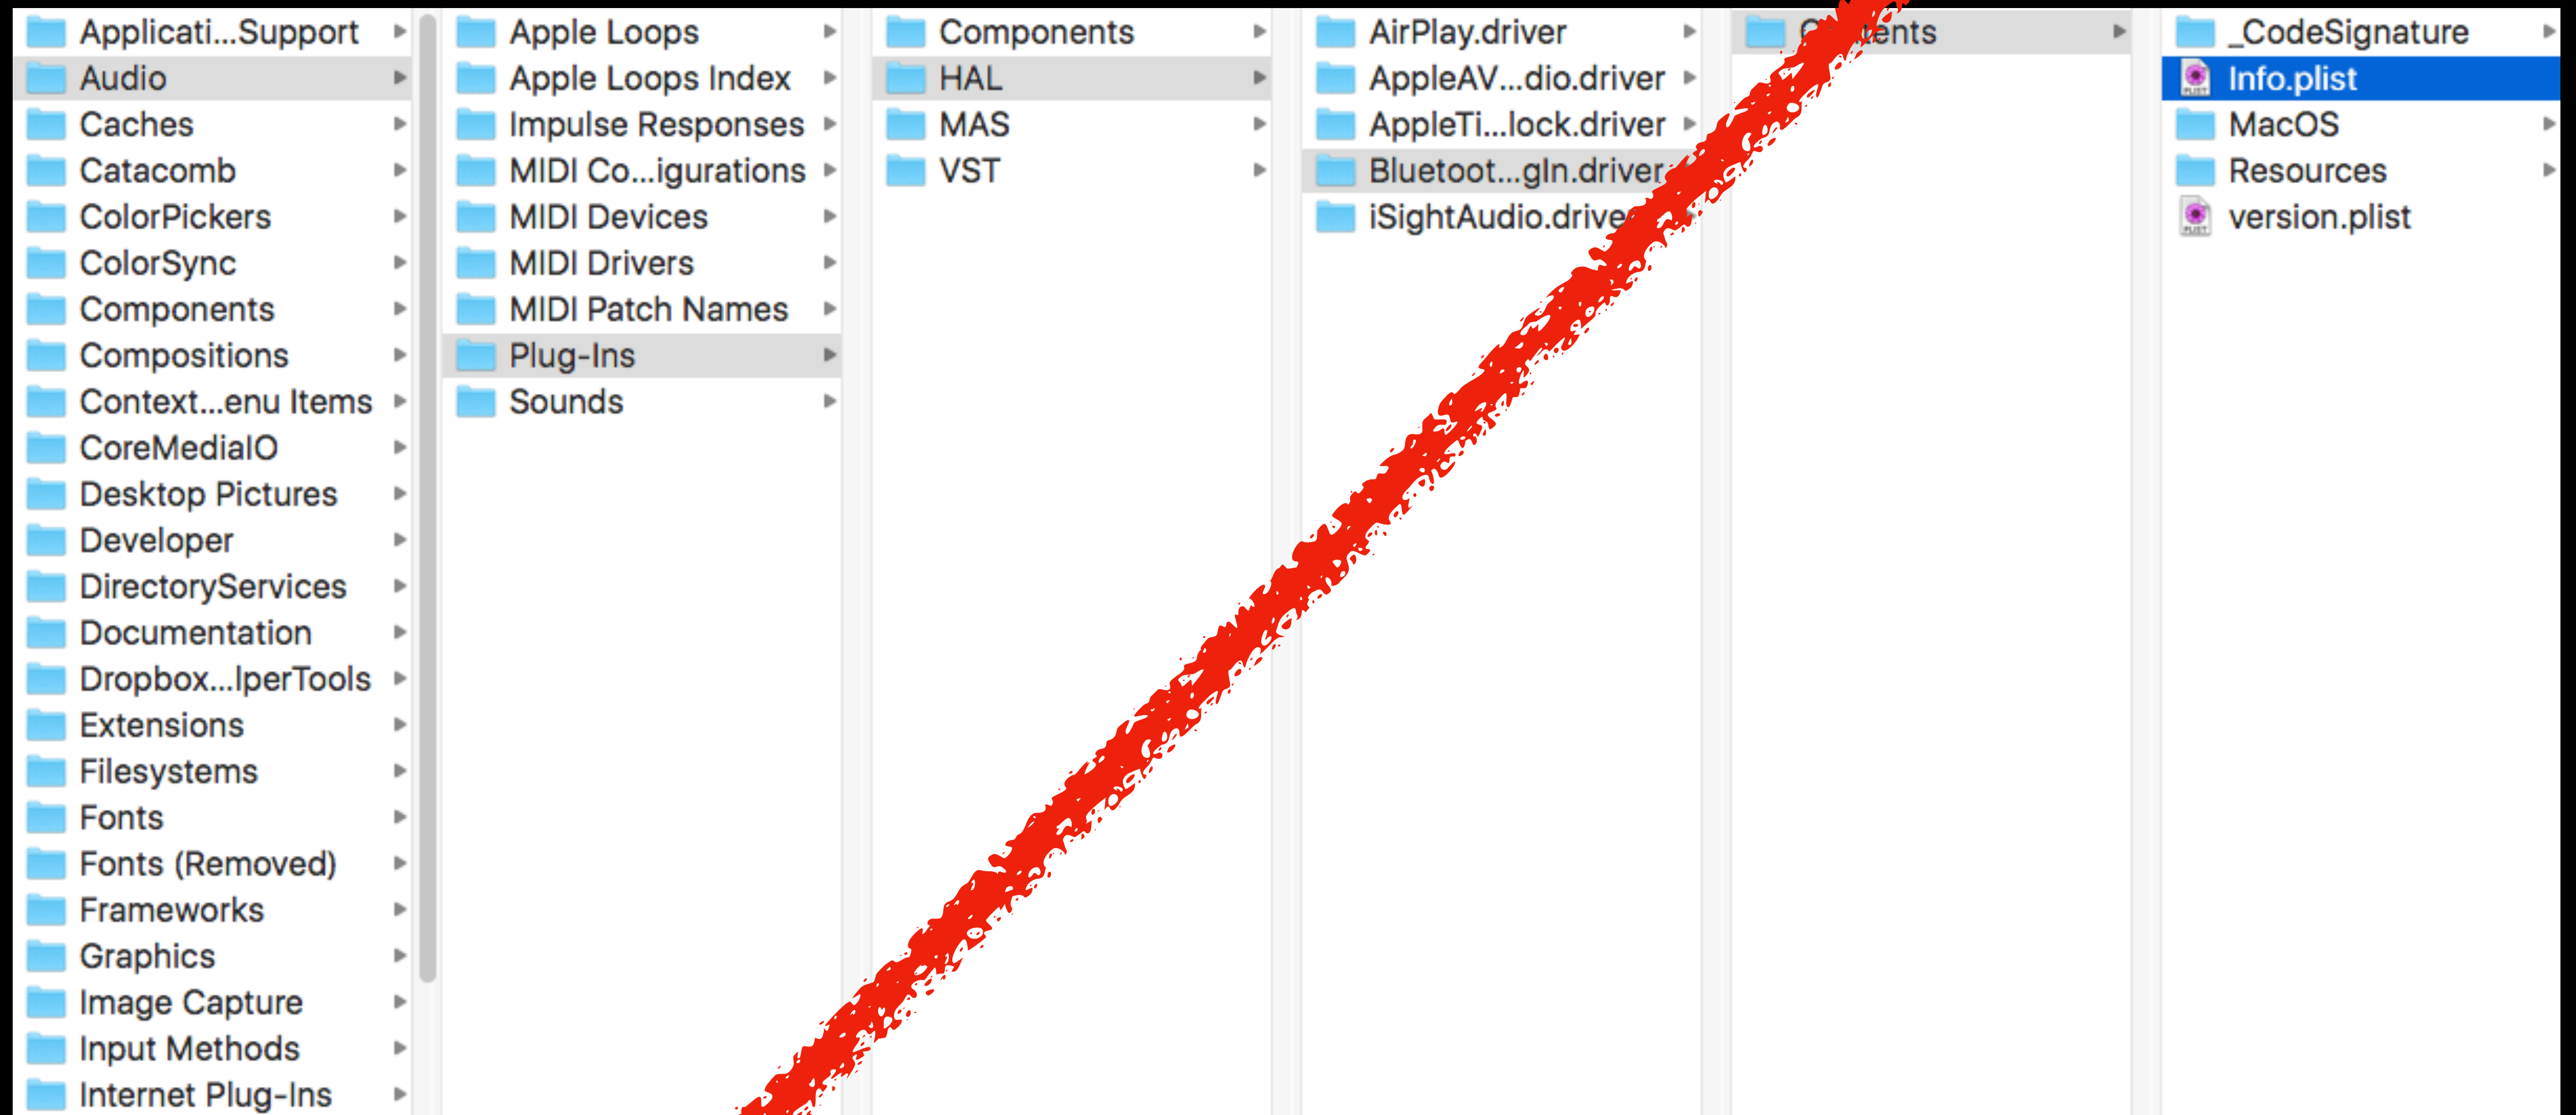 Applicati...Support
Audio
Caches
Catacomb
ColorPickers
ColorSync
Components
Compositions
Context...enu Items
CoreMediaIO
Desktop Pictures
Developer
DirectoryServices
Documentation
Dropbox...lperTools
Extensions
Filesystems
Fonts
Fonts (Removed)
Frameworks
Graphics
Image Capture
Input Methods
Internet Plug-Ins
Apple Loops
Apple Loops Index
Impulse Responses
MIDI Co...igurations
MIDI Devices
MIDI Drivers
MIDI Patch Names
Plug-Ins
Sounds
Components
HAL
MAS
VST
AirPlay.driver
AppleAV...dio.driver
AppleTi...lock.driver
Bluetoot...gIn.driver
iSightAudio.driver
_CodeSignature
Info.plist
MacOS
Resources
version.plist